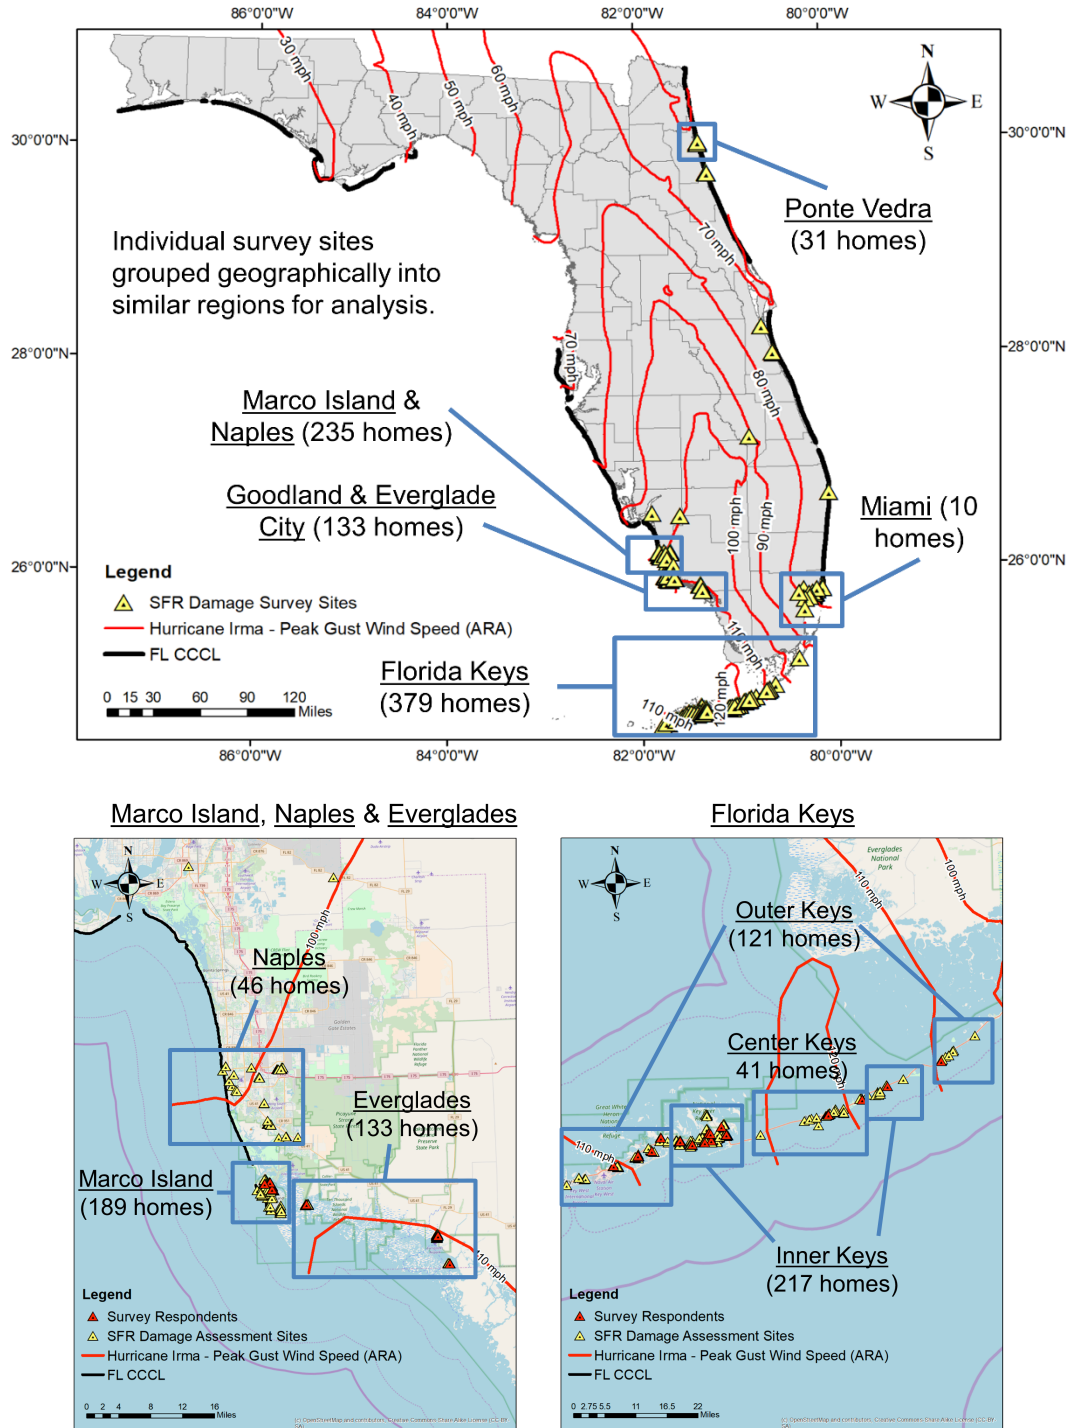 86°0'0"W
84°0'0"W
82°0'0"W
80°0'0"W
30°0'0"N
30°0'0"N
28°0'0"N
28°0'0"N
26°0'0"N
26°0'0"N
N
W
E
S
30 mph
40 mph
50 mph
60 mph
70 mph
70 mph
80 mph
90 mph
100 mph
110 mph
120 mph
110 mph
Ponte Vedra
(31 homes)
Individual survey sites
grouped geographically into
similar regions for analysis.
Marco Island &
Naples (235 homes)
Goodland & Everglade
City (133 homes)
Miami (10
homes)
Florida Keys
(379 homes)
Legend
SFR Damage Survey Sites
Hurricane Irma - Peak Gust Wind Speed (ARA)
FL CCCL
0 15 30 60 90 120
Miles
86°0'0"W
84°0'0"W
82°0'0"W
80°0'0"W
Marco Island, Naples & Everglades
N
W
E
S
100 mph
Naples
(46 homes)
Everglades
(133 homes)
Marco Island
(189 homes)
110 mph
Legend
Survey Respondents
SFR Damage Assessment Sites
Hurricane Irma - Peak Gust Wind Speed (ARA)
FL CCCL
0 2 4 8 12 16
Miles
Florida Keys
N
W
E
S
Everglades
National
Park
110 mph
100 mph
Outer Keys
(121 homes)
Center Keys
41 homes)
120 mph
110 mph
Inner Keys
(217 homes)
Legend
Survey Respondents
SFR Damage Assessment Sites
Hurricane Irma - Peak Gust Wind Speed (ARA)
FL CCCL
0 2.75 5.5 11 16.5 22
Miles